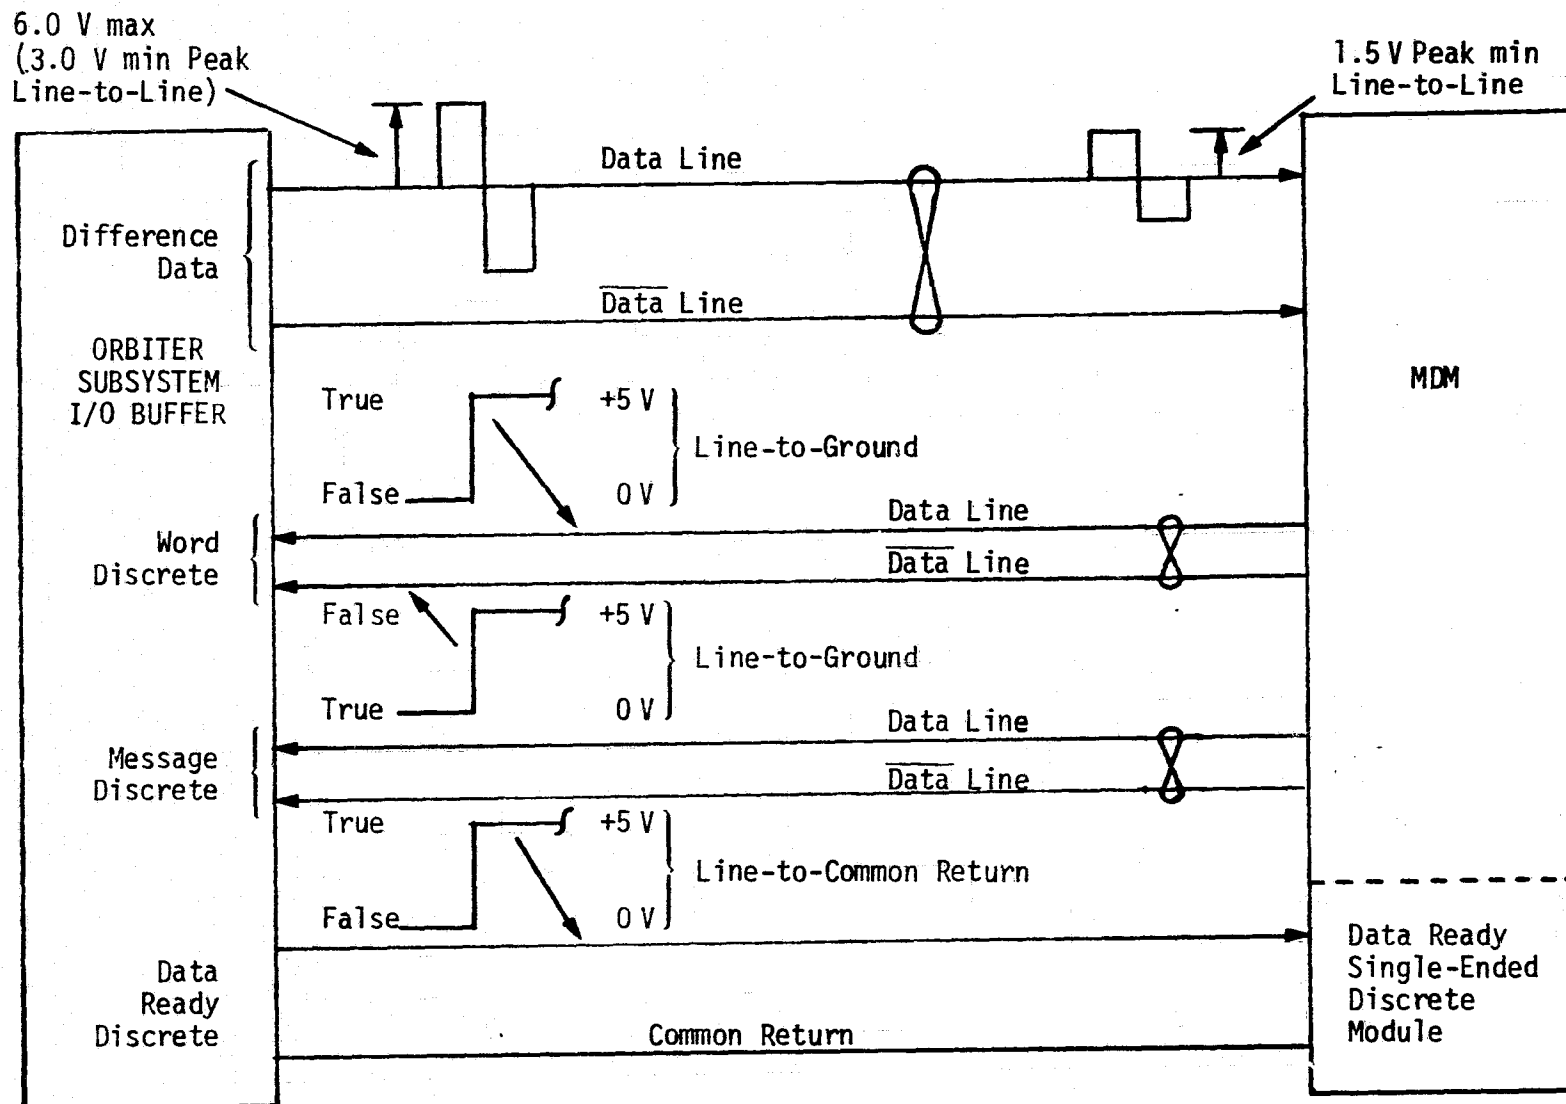 6.0 V max
(3.0 V min Peak
Line-to-Line)
1.5 V Peak min
Line-to-Line
Data Line
Difference
Data
D̅a̅t̅a̅ Line
ORBITER
SUBSYSTEM
I/O BUFFER
MDM
True
+5 V
Line-to-Ground
False
0 V
Data Line
Word
Discrete
D̅a̅t̅a̅ Line
False
+5 V
Line-to-Ground
True
0 V
Data Line
Message
Discrete
D̅a̅t̅a̅ Line
True
+5 V
Line-to-Common Return
False
0 V
Data
Ready
Discrete
Common Return
Data Ready
Single-Ended
Discrete
Module